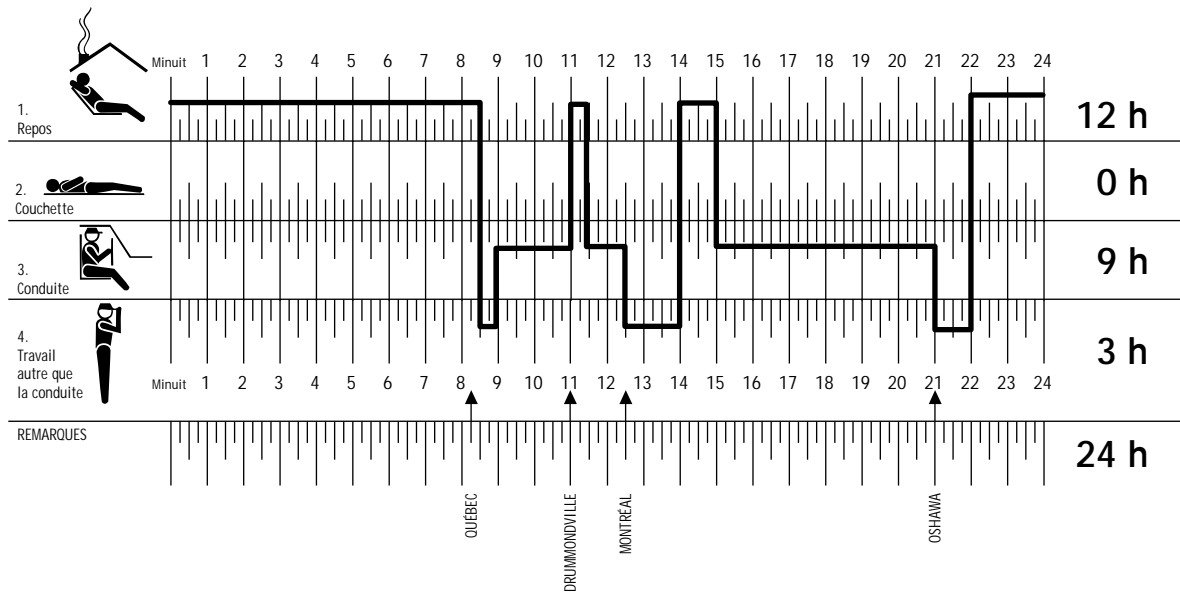 Minuit 1 2 3 4 5 6 7 8 9 10 11 12 13 14 15 16 17 18 19 20 21 22 23 24
1.
Repos
12 h
2.
Couchette
0 h
3.
Conduite
9 h
4.
Travail
autre que
la conduite
3 h
Minuit 1 2 3 4 5 6 7 8 9 10 11 12 13 14 15 16 17 18 19 20 21 22 23 24
REMARQUES
24 h
QUÉBEC
DRUMMONDVILLE
MONTRÉAL
OSHAWA